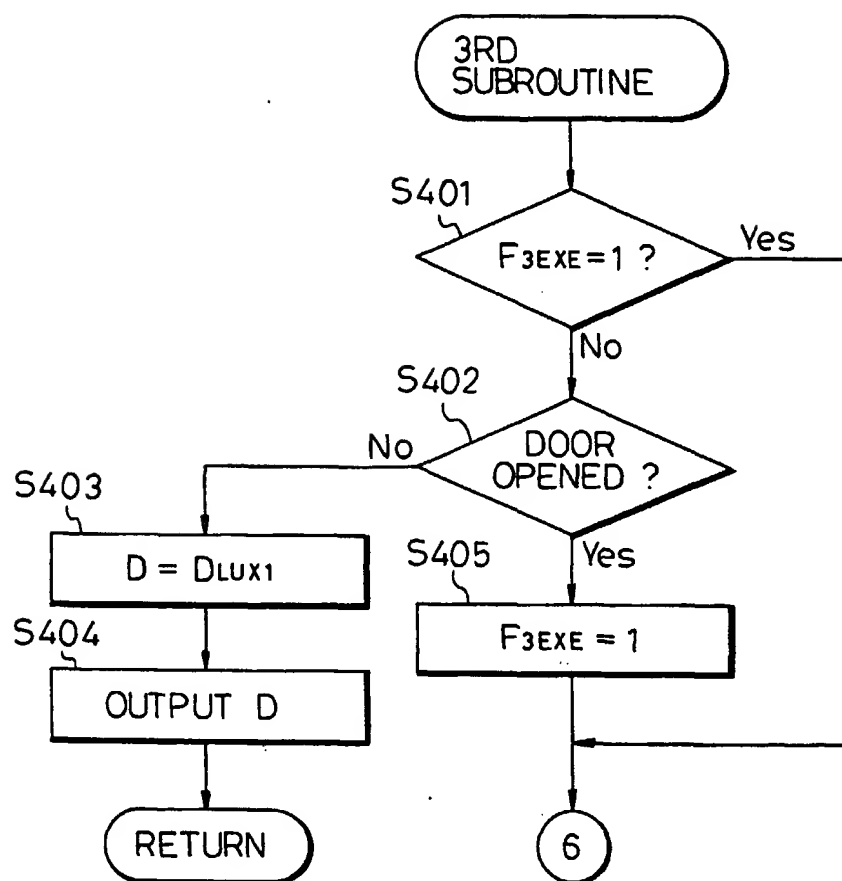 3RD
SUBROUTINE
S401
F3EXE=1 ?
Yes
No
S402
DOOR
OPENED ?
No
Yes
S403
D = DLUX1
S405
F3EXE = 1
S404
OUTPUT D
RETURN
6